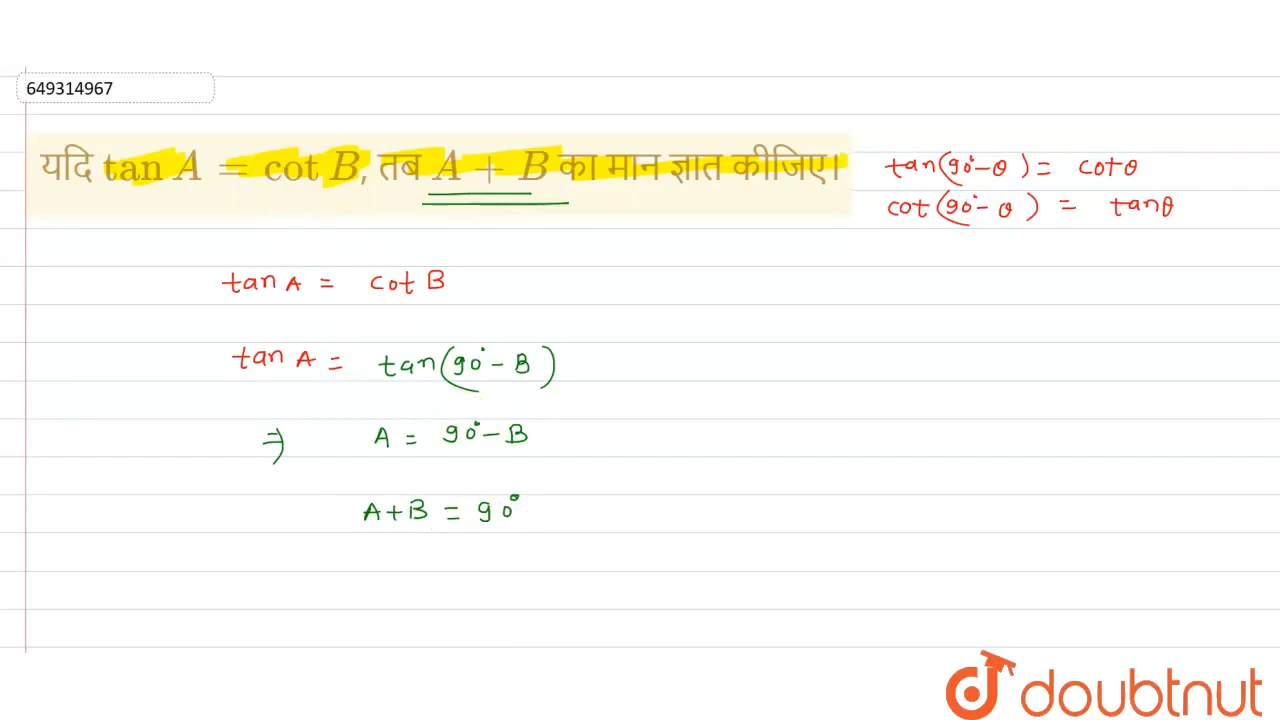 649314967
यदि tan A = cot B, तब A + B का मान ज्ञात कीजिए।
tan(90°-θ) = cotθ
cot(90°-θ) = tanθ
tan A = cot B
tan A = tan(90°-B)
⇒ A = 90°-B
A+B = 90°
doubtnut